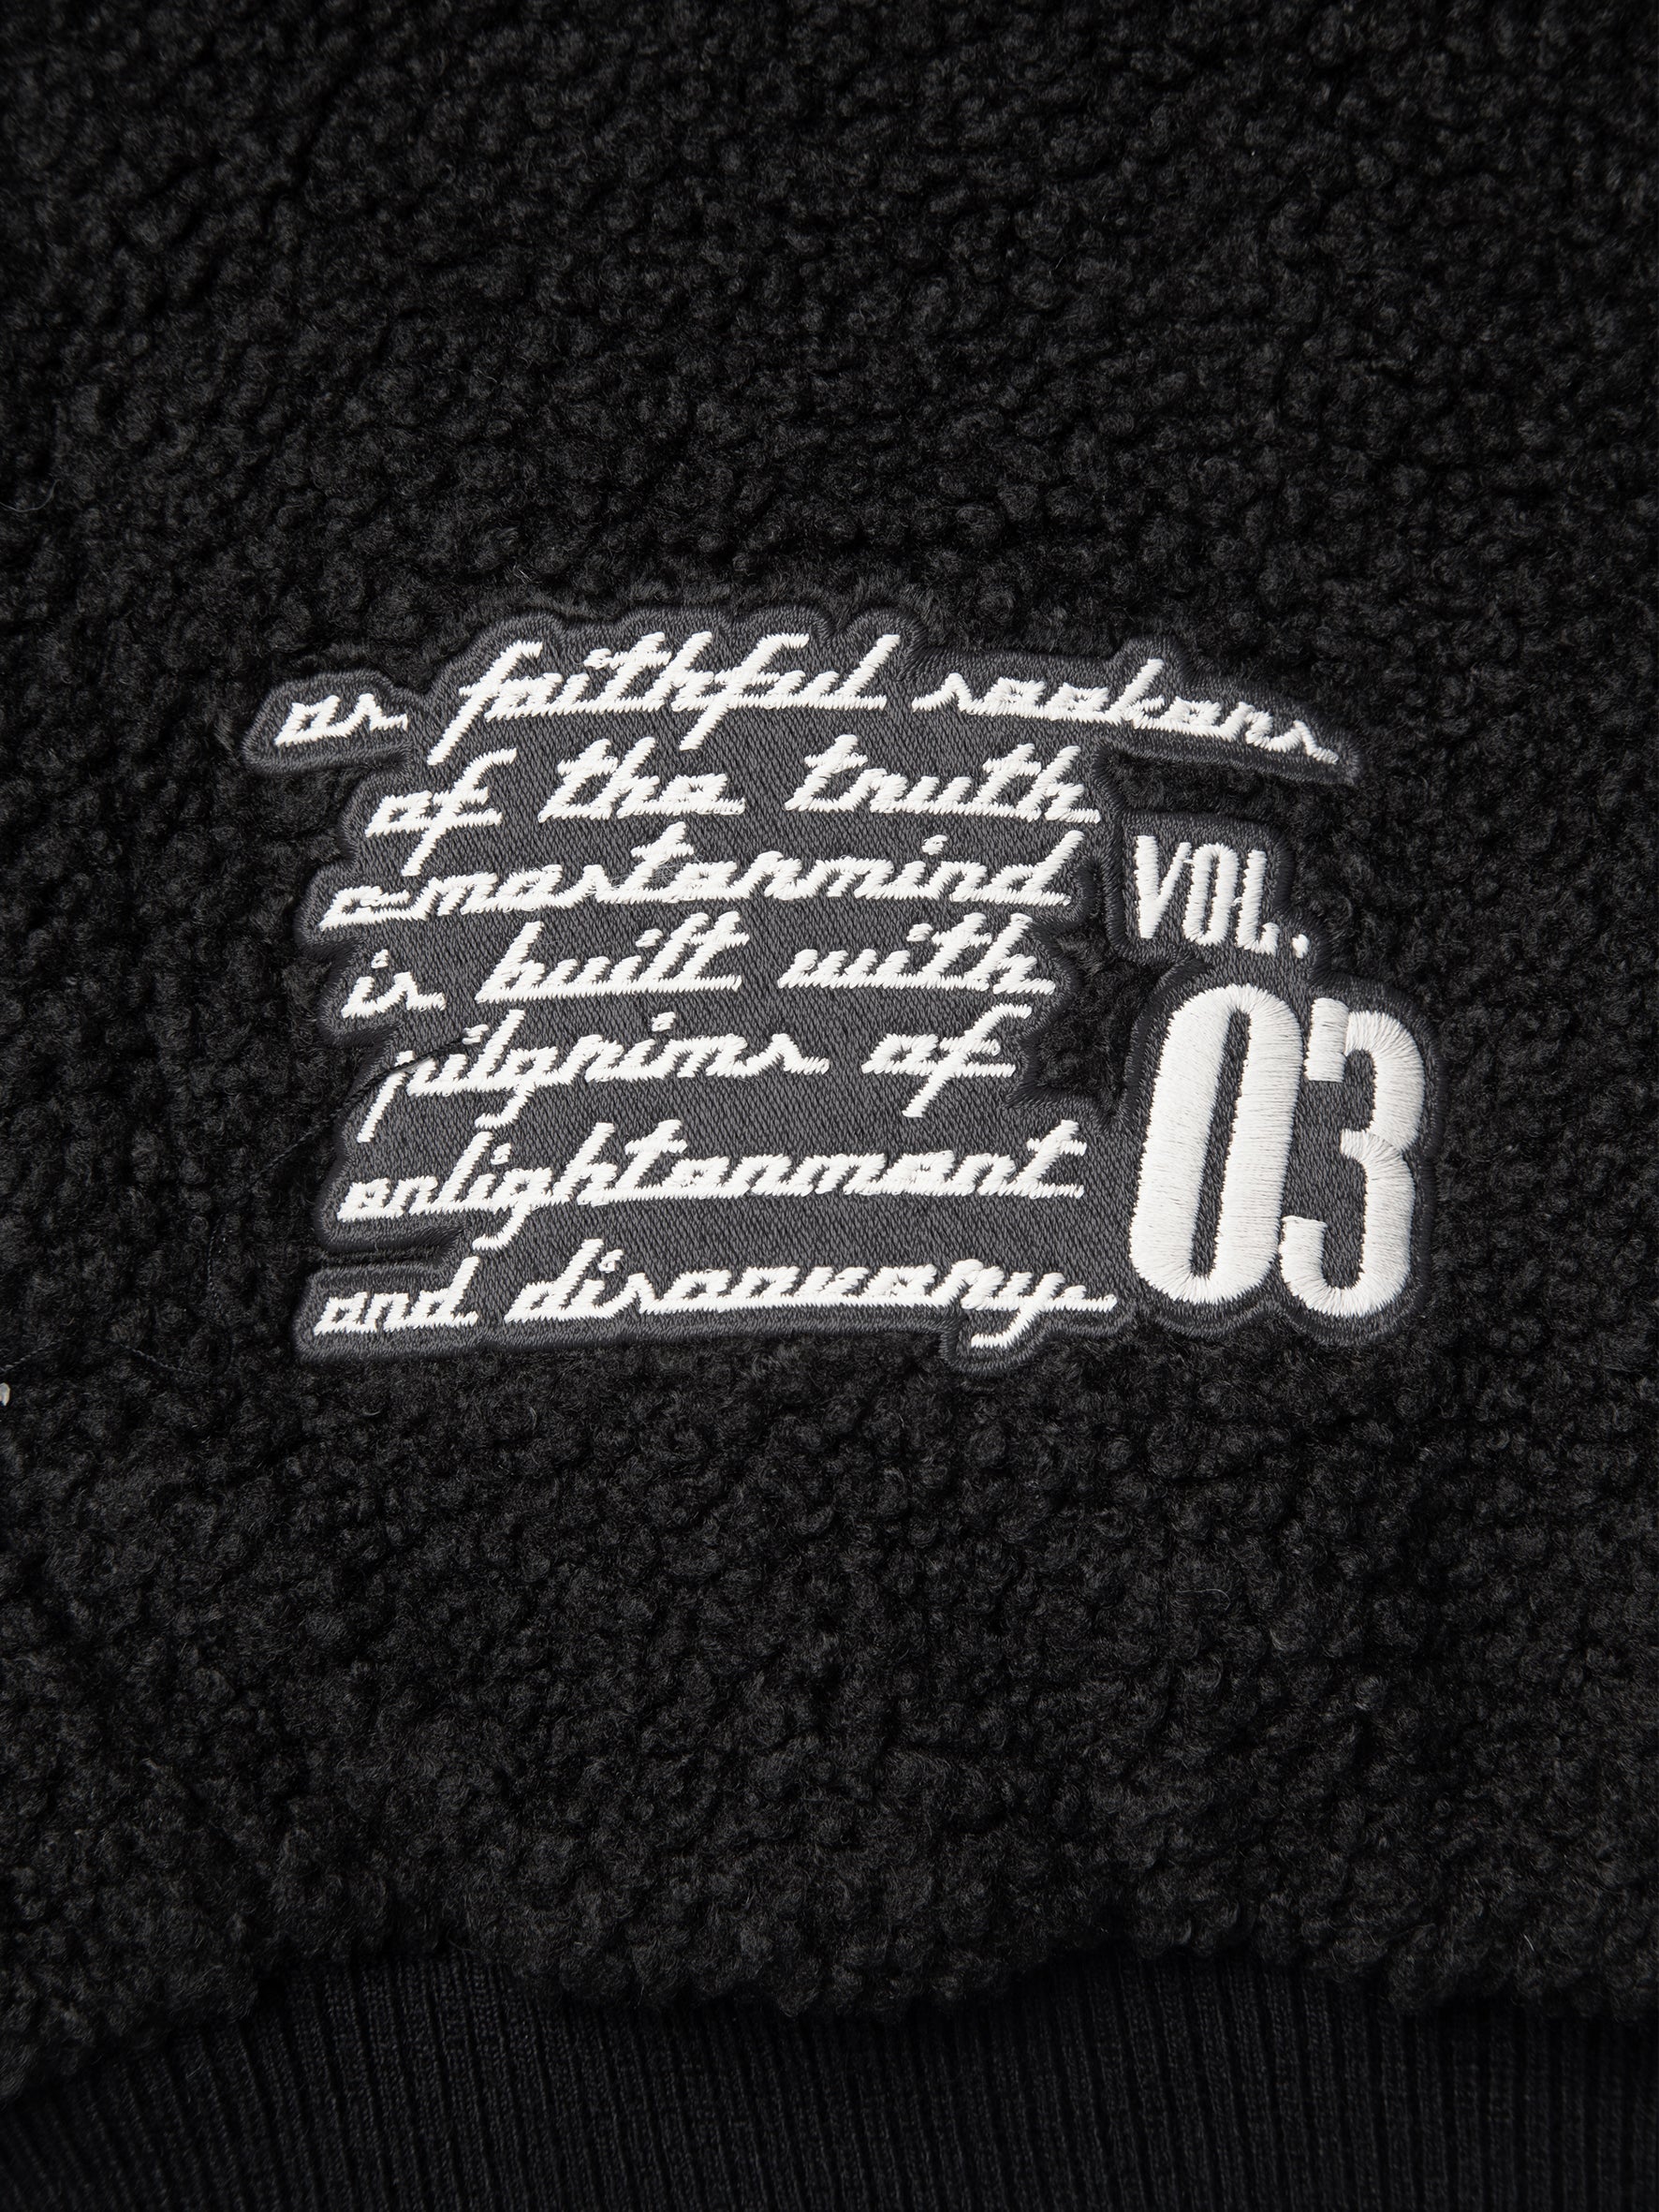 as faithful seekers
of the truth
a mastermind
is built with
pilgrims of
enlightenment
and discovery
VOL.
03